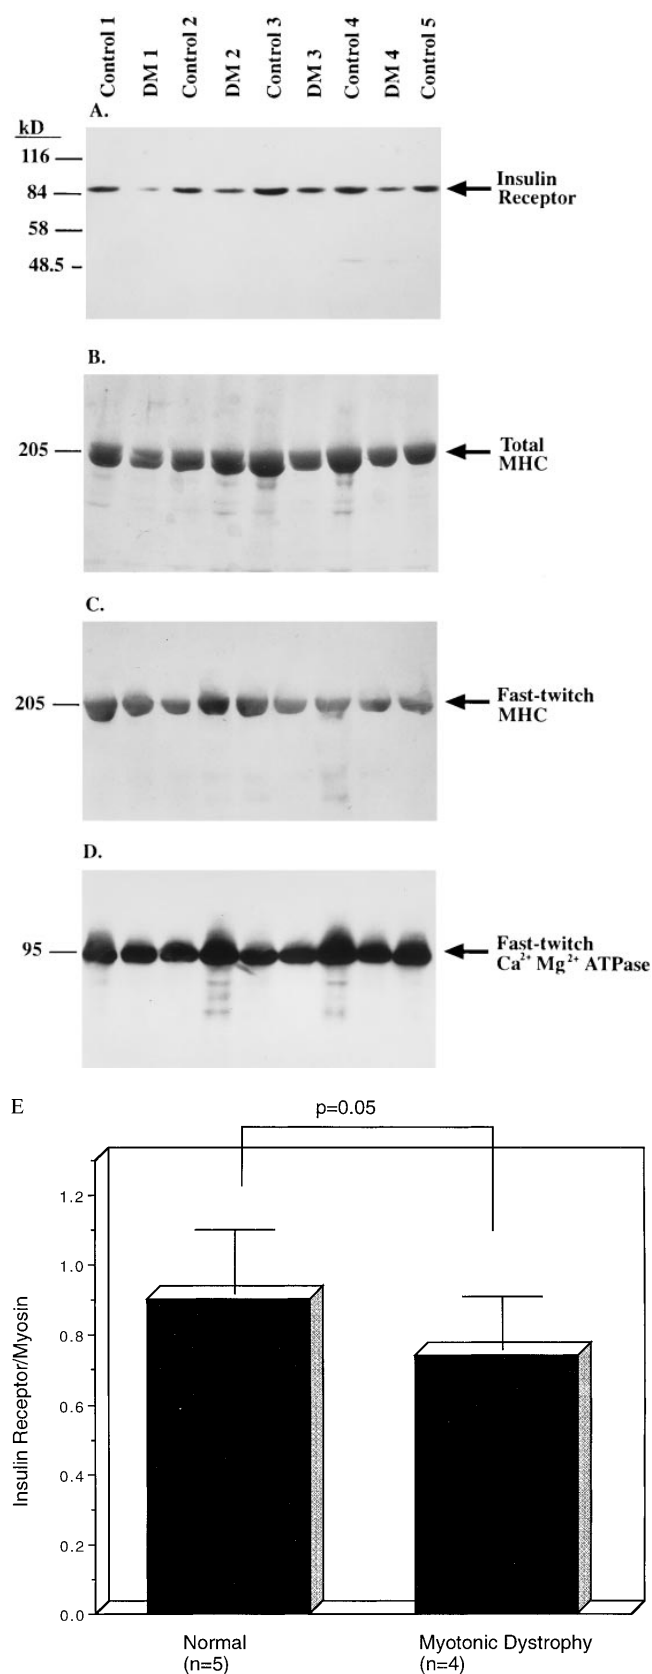 Control 1
DM 1
Control 2
DM 2
Control 3
DM 3
Control 4
DM 4
Control 5
A.
kD
116
84
58
48.5
Insulin
Receptor
B.
205
Total
MHC
C.
205
Fast-twitch
MHC
D.
95
Fast-twitch
Ca²⁺ Mg²⁺ ATPase
E
p=0.05
Insulin Receptor/Myosin
1.2
1.0
0.8
0.6
0.4
0.2
0.0
Normal
(n=5)
Myotonic Dystrophy
(n=4)